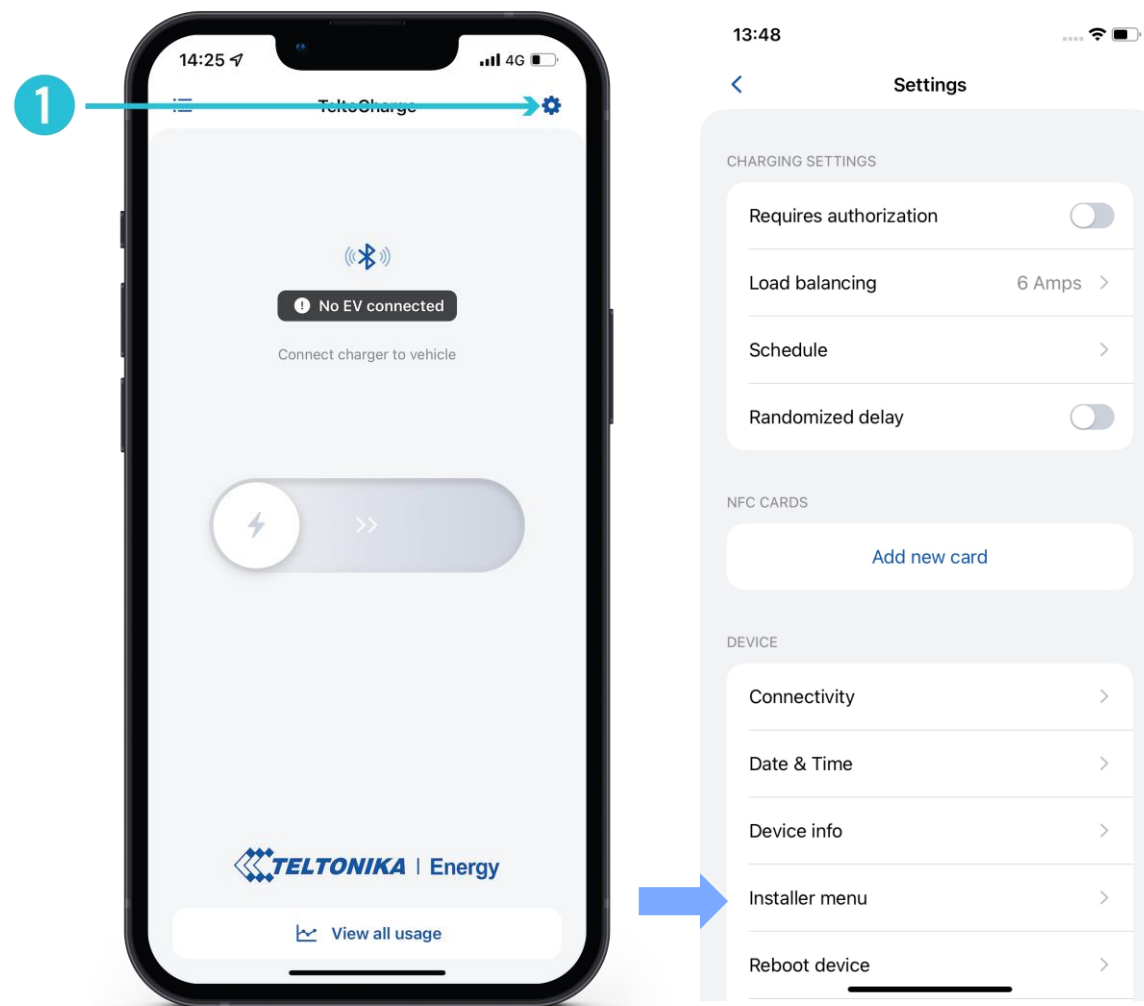 1
14:25
4G
TeltoCharge
No EV connected
Connect charger to vehicle
TELTONIKA | Energy
View all usage
13:48
Settings
CHARGING SETTINGS
Requires authorization
Load balancing 6 Amps
Schedule
Randomized delay
NFC CARDS
Add new card
DEVICE
Connectivity
Date & Time
Device info
Installer menu
Reboot device